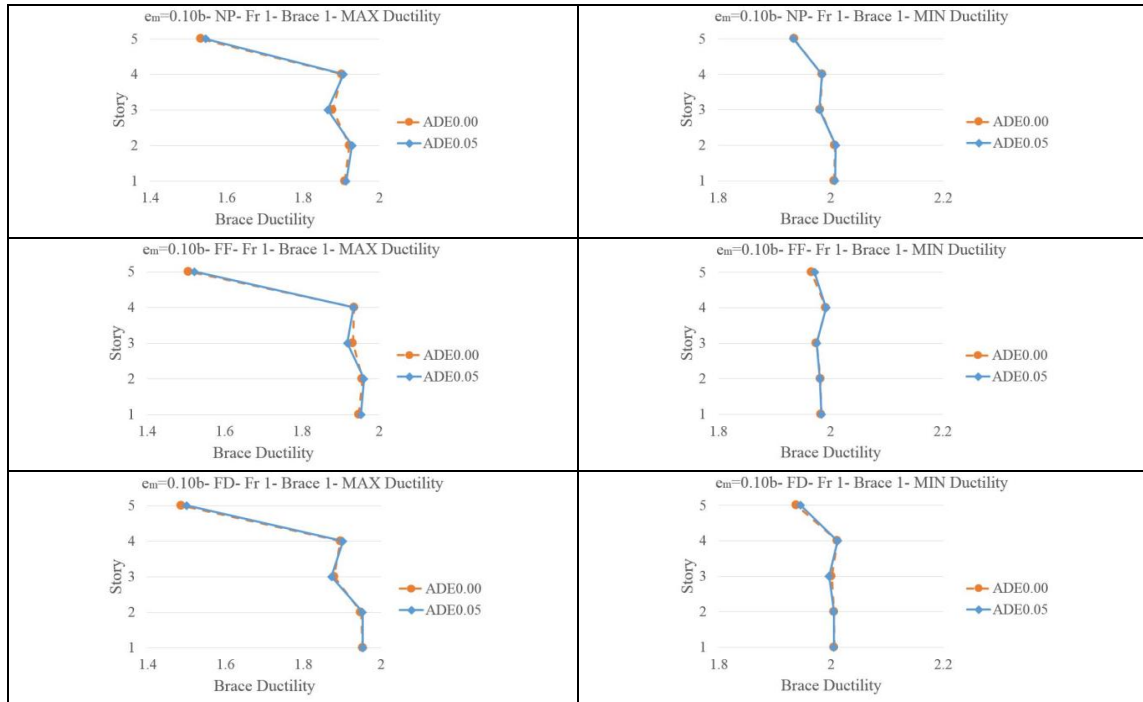 em=0.10b- NP- Fr 1- Brace 1- MAX Ductility
5
4
3
2
1
Story
1.4 1.6 1.8 2
Brace Ductility
ADE0.00
ADE0.05
em=0.10b- NP- Fr 1- Brace 1- MIN Ductility
5
4
3
2
1
Story
1.8 2 2.2
Brace Ductility
ADE0.00
ADE0.05
em=0.10b- FF- Fr 1- Brace 1- MAX Ductility
5
4
3
2
1
Story
1.4 1.6 1.8 2
Brace Ductility
ADE0.00
ADE0.05
em=0.10b- FF- Fr 1- Brace 1- MIN Ductility
5
4
3
2
1
Story
1.8 2 2.2
Brace Ductility
ADE0.00
ADE0.05
em=0.10b- FD- Fr 1- Brace 1- MAX Ductility
5
4
3
2
1
Story
1.4 1.6 1.8 2
Brace Ductility
ADE0.00
ADE0.05
em=0.10b- FD- Fr 1- Brace 1- MIN Ductility
5
4
3
2
1
Story
1.8 2 2.2
Brace Ductility
ADE0.00
ADE0.05